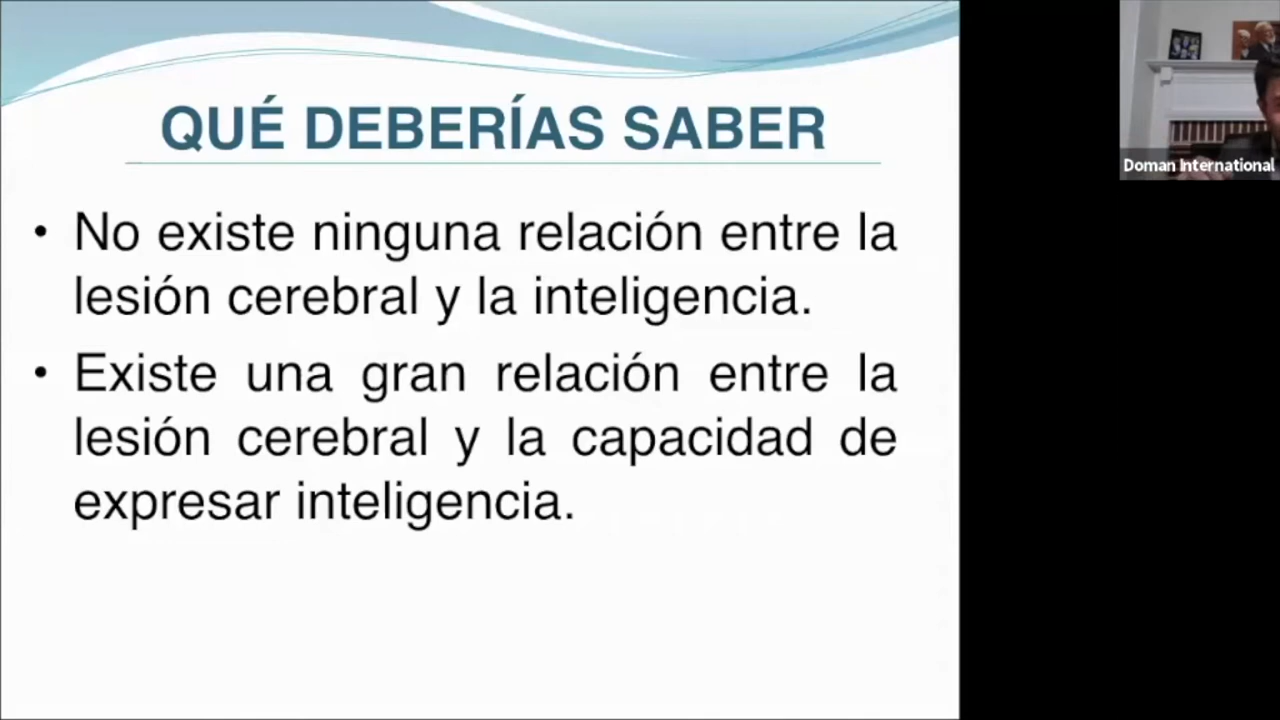 QUÉ DEBERÍAS SABER
• No existe ninguna relación entre la
lesión cerebral y la inteligencia.
• Existe una gran relación entre la
lesión cerebral y la capacidad de
expresar inteligencia.
Doman International